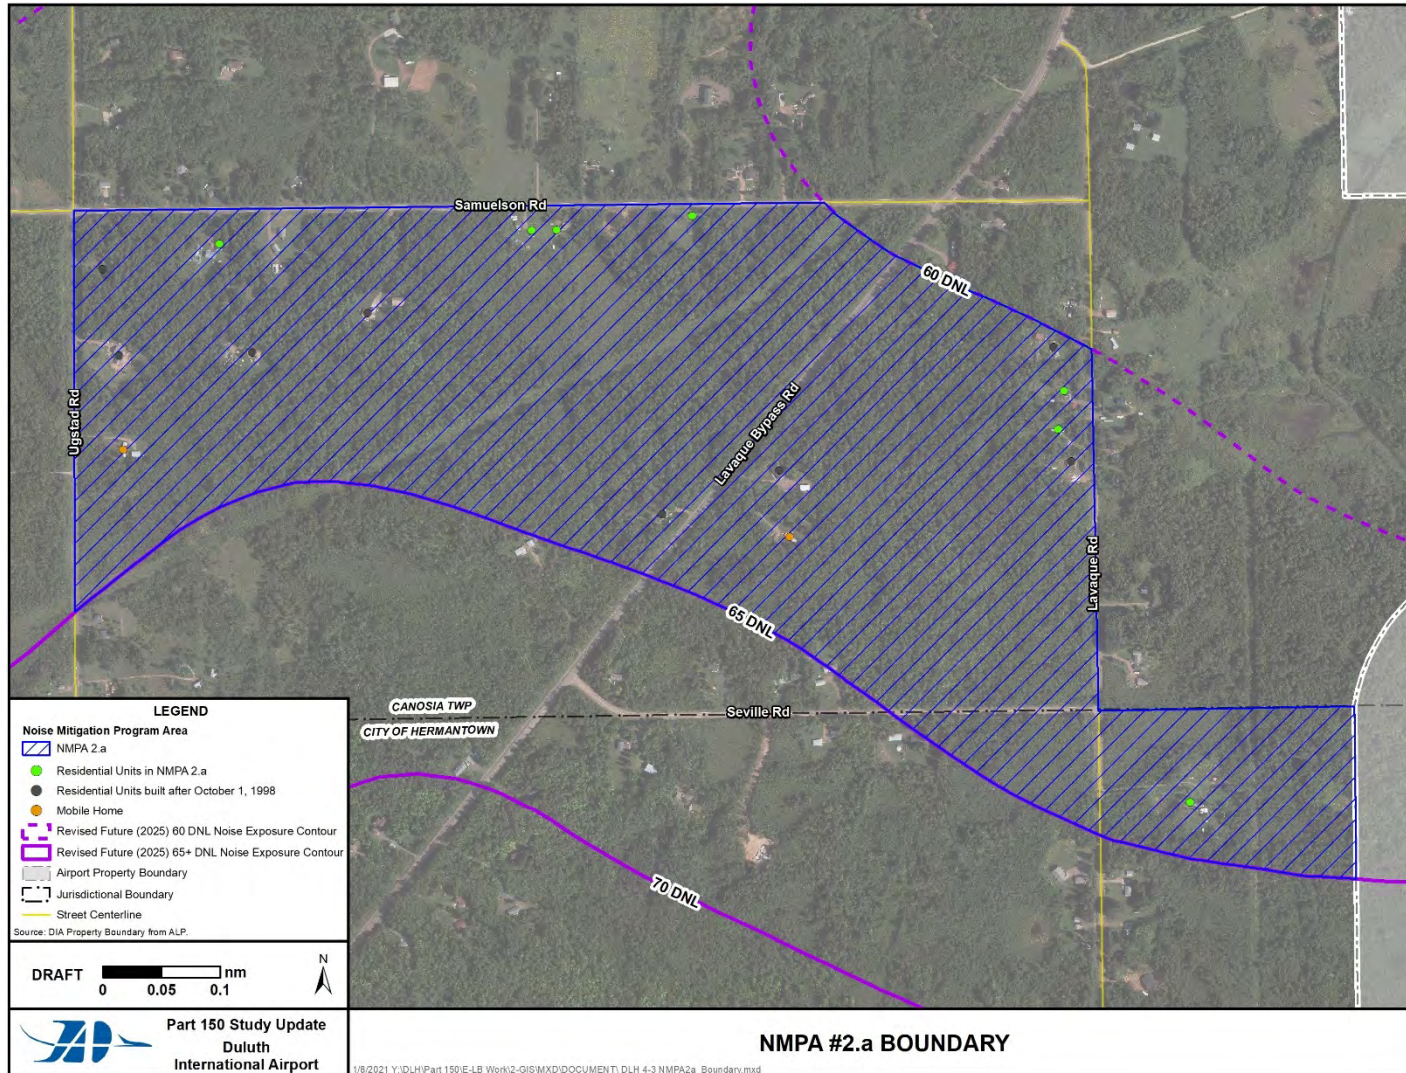 Samuelson Rd
60 DNL
Ugstad Rd
Lavaque Bypass Rd
Lavaque Rd
65 DNL
CANOSIA TWP
CITY OF HERMANTOWN
Seville Rd
70 DNL
LEGEND
Noise Mitigation Program Area
NMPA 2.a
Residential Units in NMPA 2.a
Residential Units built after October 1, 1998
Mobile Home
Revised Future (2025) 60 DNL Noise Exposure Contour
Revised Future (2025) 65+ DNL Noise Exposure Contour
Airport Property Boundary
Jurisdictional Boundary
Street Centerline
Source: DIA Property Boundary from ALP.
DRAFT
nm
0 0.05 0.1
N
Part 150 Study Update
Duluth
International Airport
NMPA #2.a BOUNDARY
1/8/2021 Y:\DLH\Part 150\E-LB Work\2-GIS\MXD\DOCUMENT\ DLH 4-3 NMPA2a_Boundary.mxd